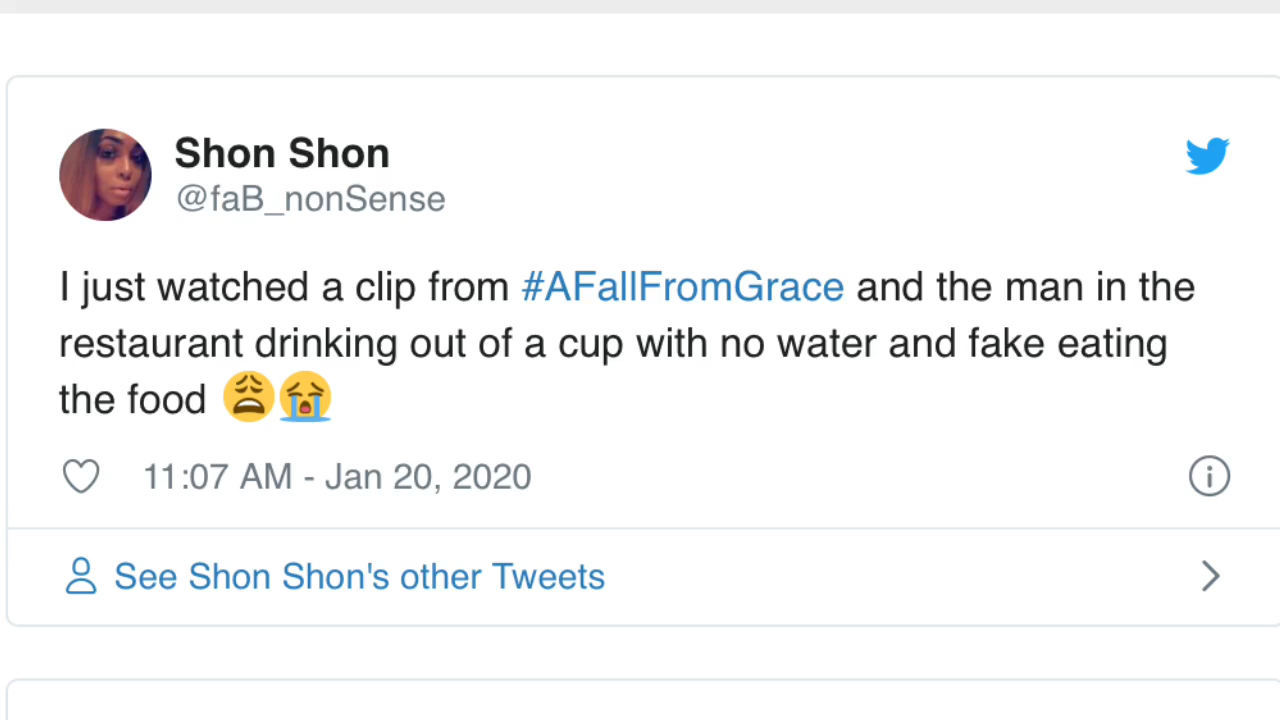 Shon Shon
@faB_nonSense
I just watched a clip from #AFallFromGrace and the man in the
restaurant drinking out of a cup with no water and fake eating
the food 😩😭
11:07 AM - Jan 20, 2020
See Shon Shon's other Tweets